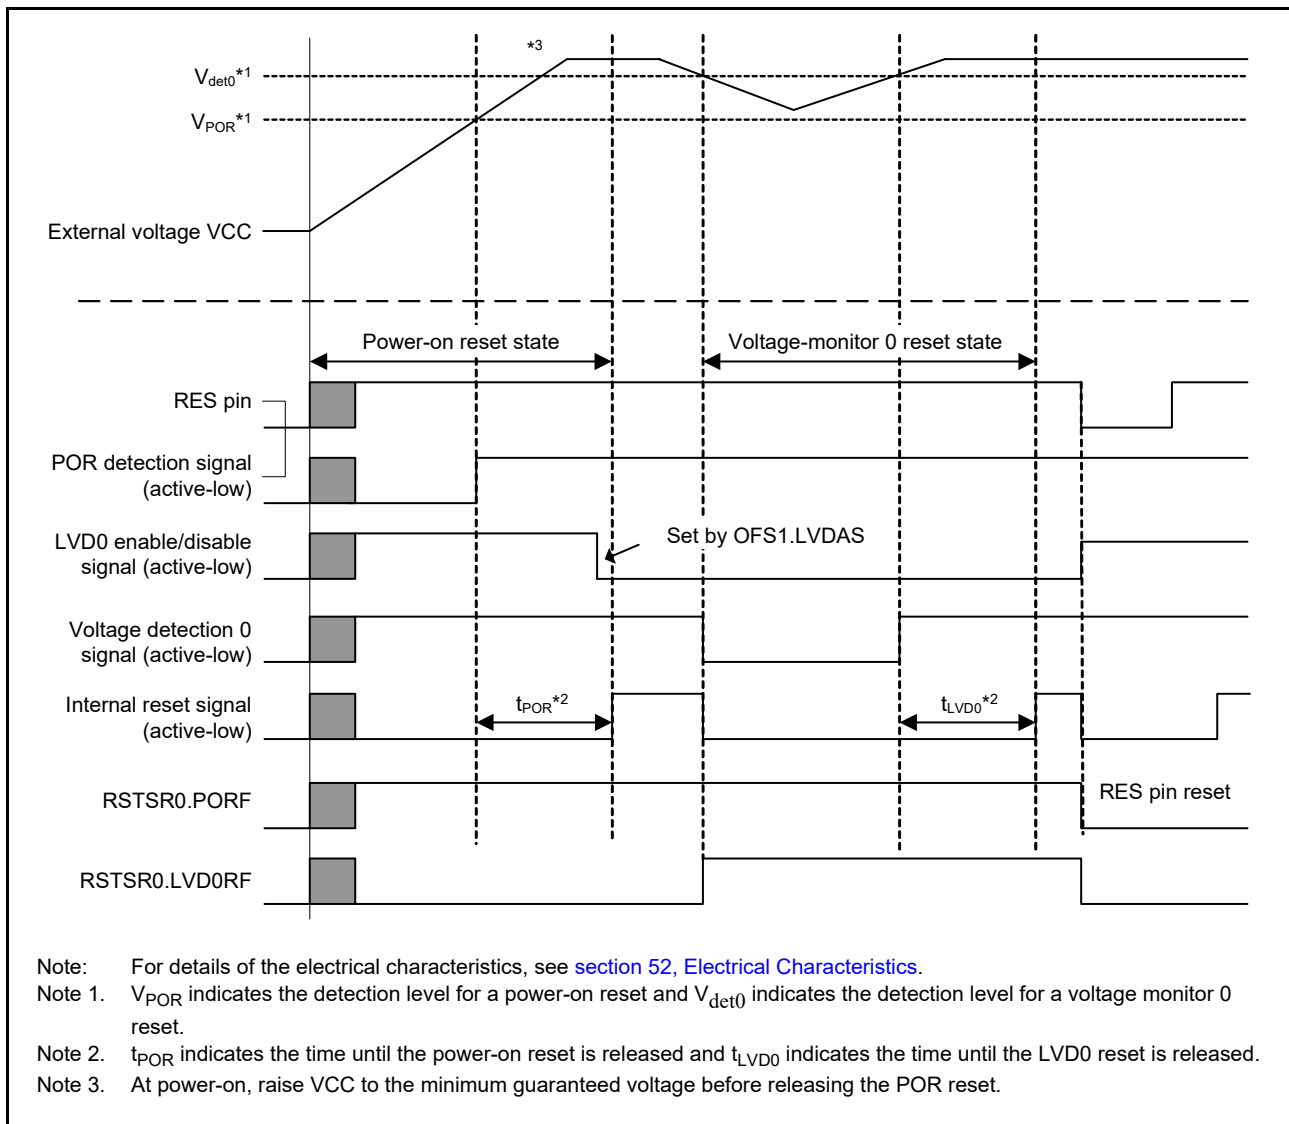 *3
Vdet0*1
VPOR*1
External voltage VCC
Power-on reset state
Voltage-monitor 0 reset state
RES pin
POR detection signal
(active-low)
LVD0 enable/disable
signal (active-low)
Set by OFS1.LVDAS
Voltage detection 0
signal (active-low)
Internal reset signal
(active-low)
tPOR*2
tLVD0*2
RSTSR0.PORF
RES pin reset
RSTSR0.LVD0RF
Note: For details of the electrical characteristics, see section 52, Electrical Characteristics.
Note 1. VPOR indicates the detection level for a power-on reset and Vdet0 indicates the detection level for a voltage monitor 0
reset.
Note 2. tPOR indicates the time until the power-on reset is released and tLVD0 indicates the time until the LVD0 reset is released.
Note 3. At power-on, raise VCC to the minimum guaranteed voltage before releasing the POR reset.